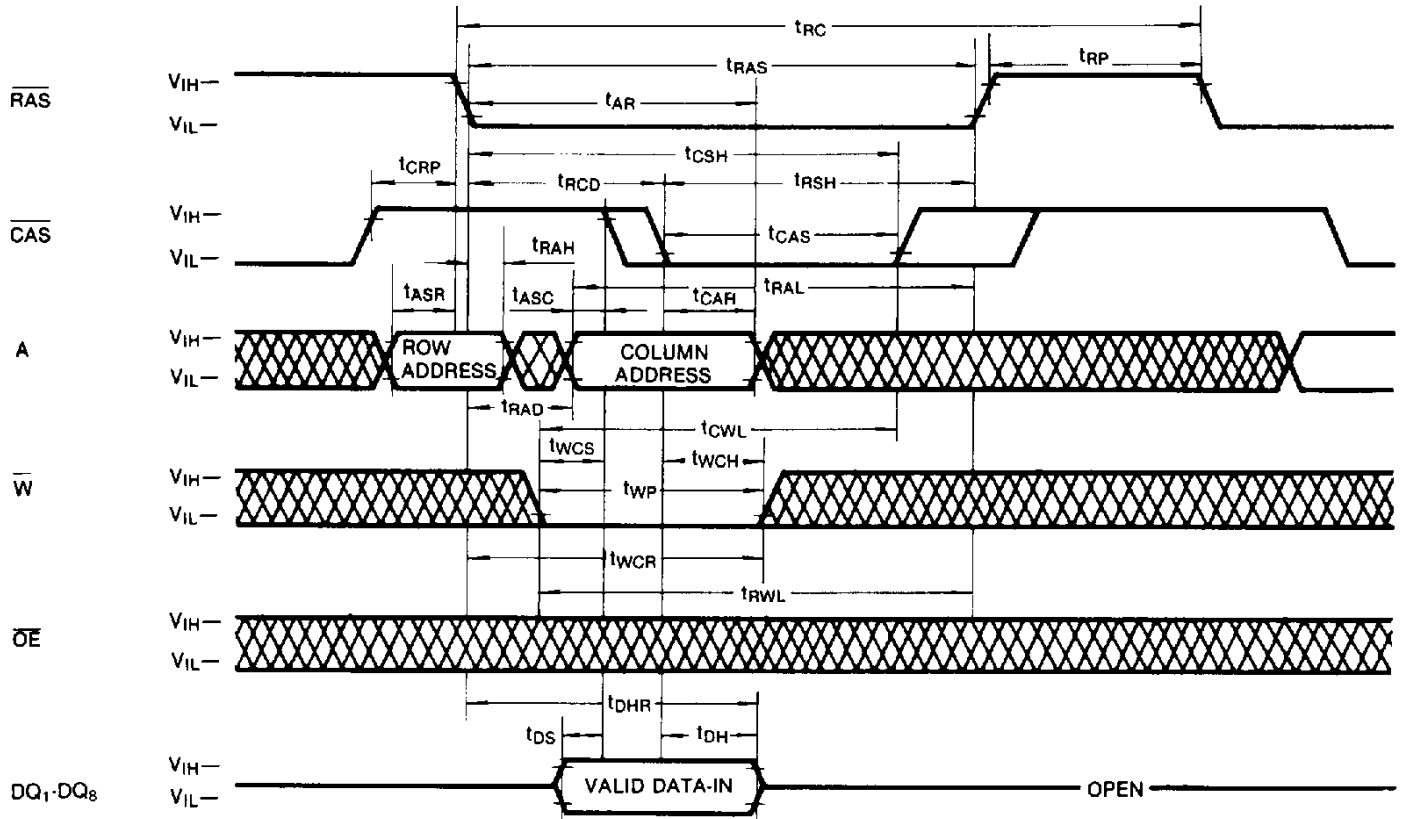 tRC
tRAS
tRP
RAS
VIH—
VIL—
tAR
tCSH
tCRP
tRCD
tRSH
CAS
VIH—
VIL—
tCAS
tRAH
tRAL
tASR
tASC
tCAH
A
VIH—
VIL—
ROW
ADDRESS
COLUMN
ADDRESS
tRAD
tCWL
tWCS
tWCH
W
VIH—
VIL—
tWP
tWCR
tRWL
OE
VIH—
VIL—
tDHR
tDS
tDH
DQ1-DQ8
VIH—
VIL—
VALID DATA-IN
OPEN